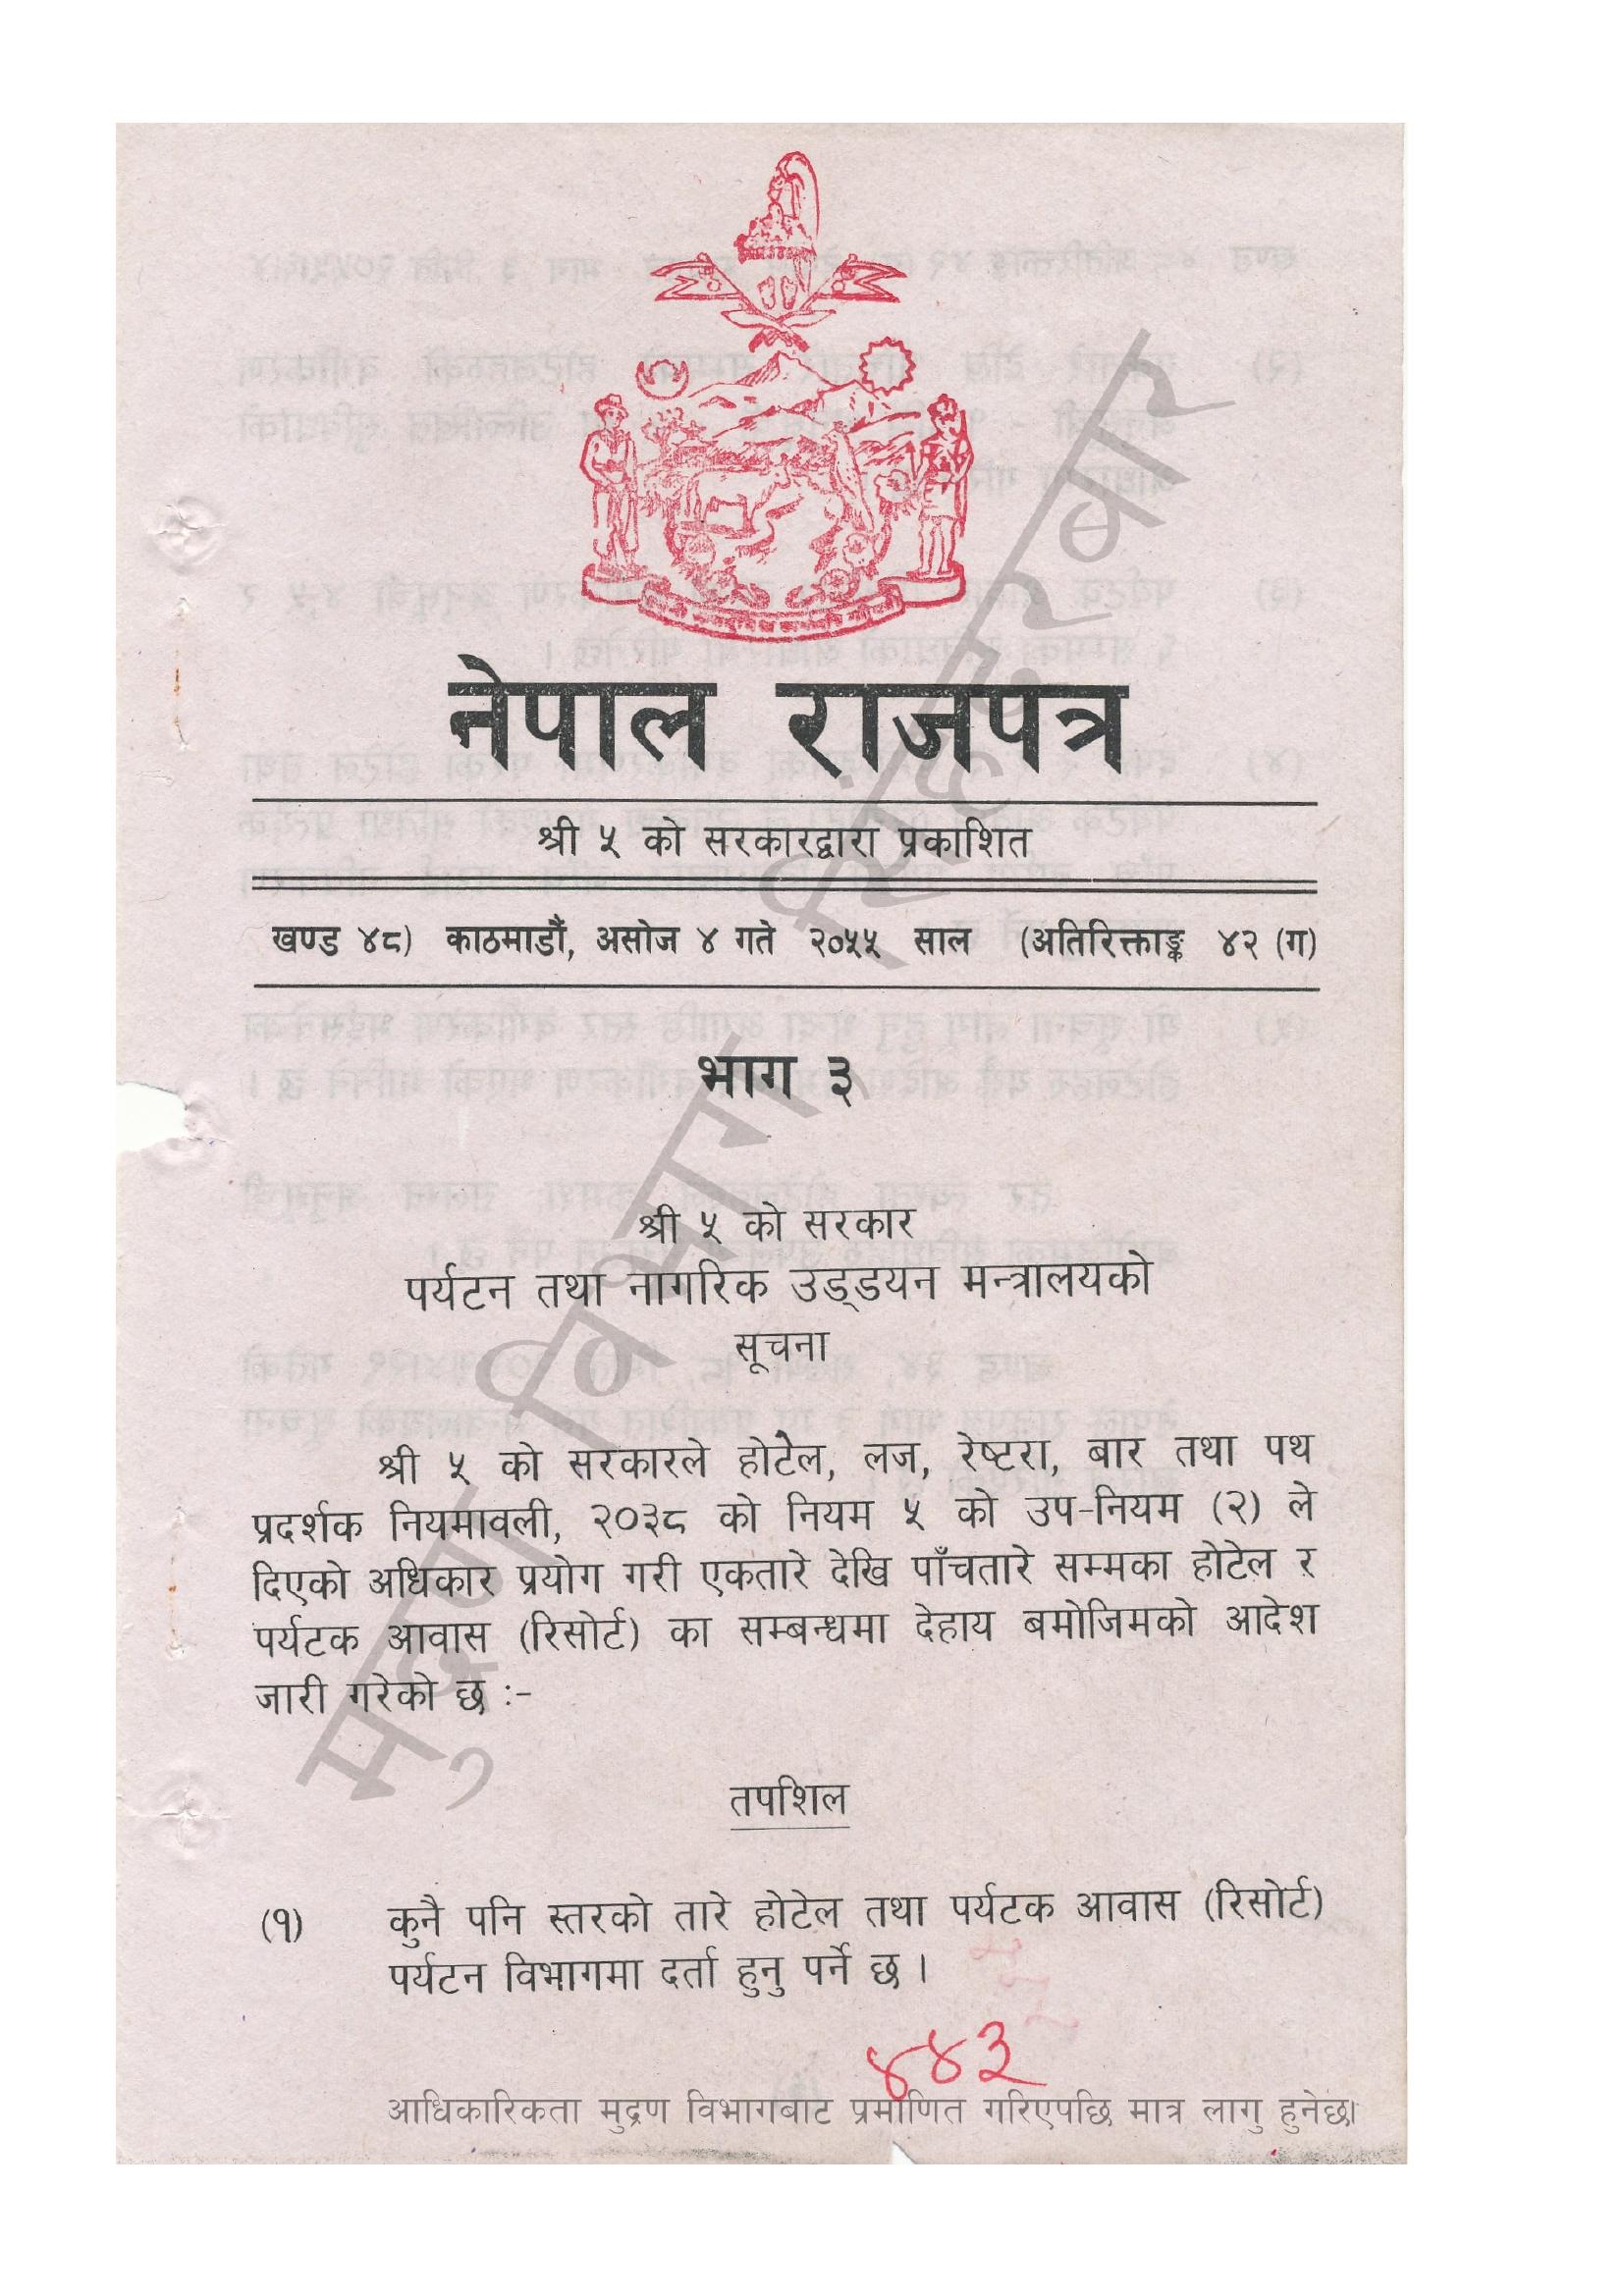 नेपाल राजपत्र
श्री ५ को सरकारद्वारा प्रकाशित
खण्ड ४८) काठमाडौं, असोज ४ गते २०५५ साल (अतिरिक्ताङ्क ४२ (ग)
भाग ३
श्री ५ को सरकार
पर्यटन तथा नागरिक उड्डयन मन्त्रालयको
सूचना
श्री ५ को सरकारले होटेल, लज, रेष्टरा, बार तथा पथ
प्रदर्शक नियमावली, २०३८ को नियम ५ को उप-नियम (२) ले
दिएको अधिकार प्रयोग गरी एकतारे देखि पाँचतारे सम्मका होटेल र
पर्यटक आवास (रिसोर्ट) का सम्बन्धमा देहाय बमोजिमको आदेश
जारी गरेको छ :-
तपशिल
(१) कुनै पनि स्तरको तारे होटेल तथा पर्यटक आवास (रिसोर्ट)
पर्यटन विभागमा दर्ता हुनु पर्ने छ ।
४४३
आधिकारिकता मुद्रण विभागबाट प्रमाणित गरिएपछि मात्र लागु हुनेछ।
मुद्रण विभाग, सिंहदरबार